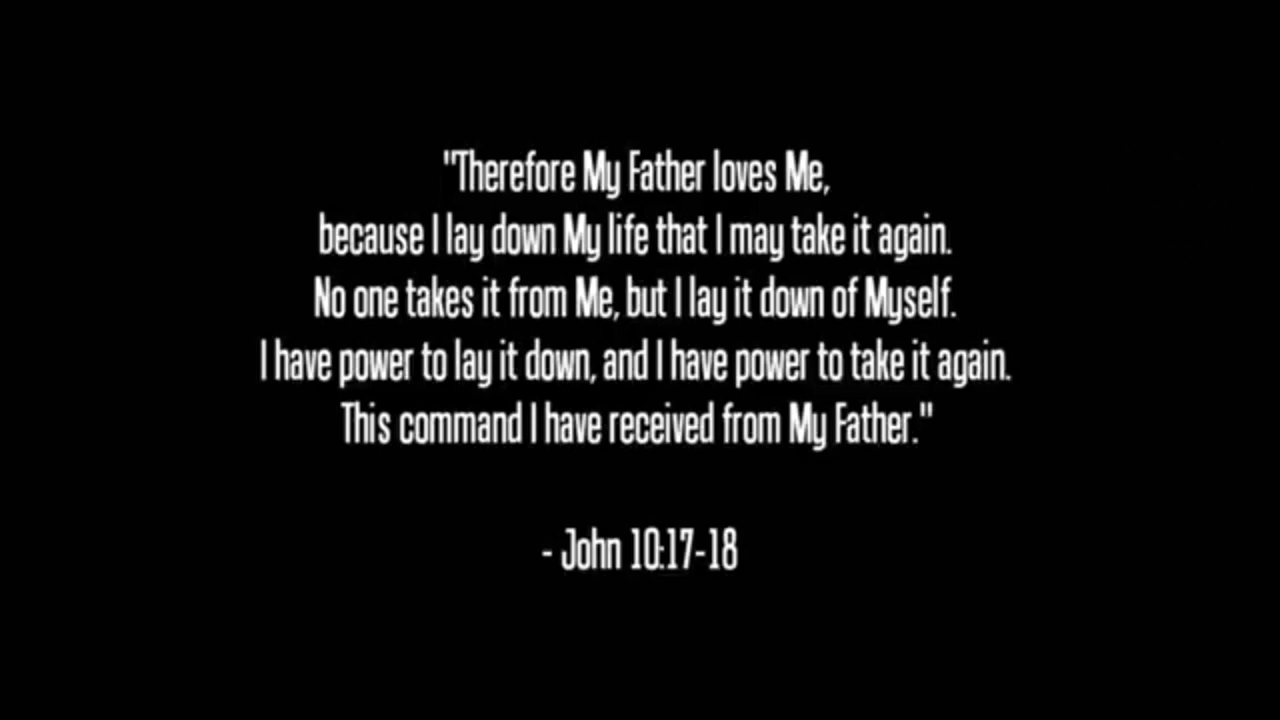 "Therefore My Father loves Me,
because I lay down My life that I may take it again.
No one takes it from Me, but I lay it down of Myself.
I have power to lay it down, and I have power to take it again.
This command I have received from My Father."
- John 10:17-18